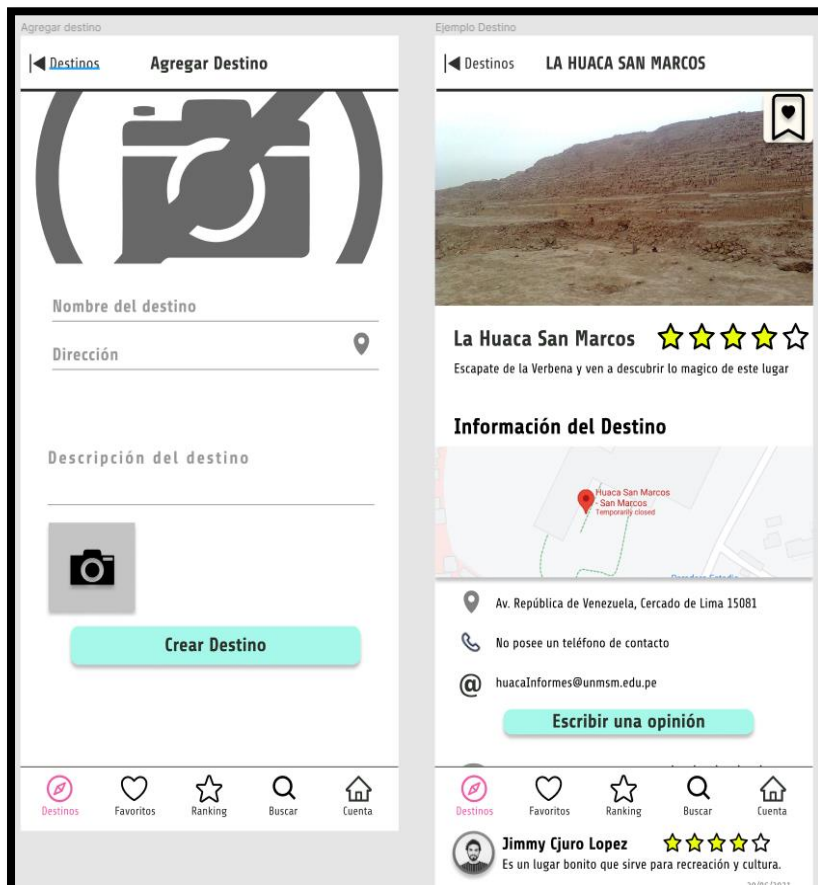 Agregar destino
Destinos
Agregar Destino
Nombre del destino
Dirección
Descripción del destino
Crear Destino
Destinos
Favoritos
Ranking
Buscar
Cuenta
Ejemplo Destino
Destinos
LA HUACA SAN MARCOS
La Huaca San Marcos
Escapate de la Verbena y ven a descubrir lo magico de este lugar
Información del Destino
Huaca San Marcos
- San Marcos
Temporarily closed
Av. República de Venezuela, Cercado de Lima 15081
No posee un teléfono de contacto
@ huacaInformes@unmsm.edu.pe
Escribir una opinión
Destinos
Favoritos
Ranking
Buscar
Cuenta
Jimmy Cjuro Lopez
Es un lugar bonito que sirve para recreación y cultura.